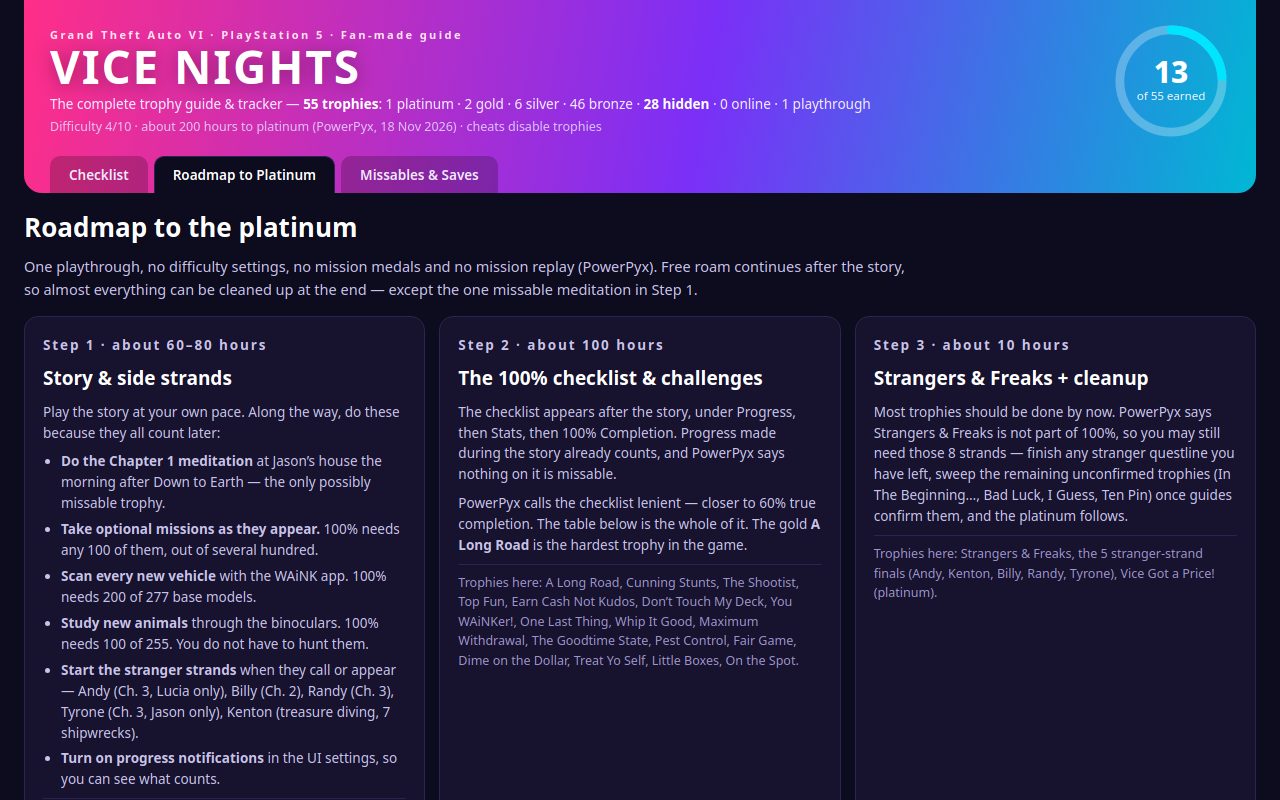 Grand Theft Auto VI · PlayStation 5 · Fan-made guide
VICE NIGHTS
The complete trophy guide & tracker — 55 trophies: 1 platinum · 2 gold · 6 silver · 46 bronze · 28 hidden · 0 online · 1 playthrough
Difficulty 4/10 · about 200 hours to platinum (PowerPyx, 18 Nov 2026) · cheats disable trophies
13
of 55 earned
Checklist
Roadmap to Platinum
Missables & Saves
Roadmap to the platinum
One playthrough, no difficulty settings, no mission medals and no mission replay (PowerPyx). Free roam continues after the story,
so almost everything can be cleaned up at the end — except the one missable meditation in Step 1.
Step 1 · about 60–80 hours
Story & side strands
Play the story at your own pace. Along the way, do these
because they all count later:
• Do the Chapter 1 meditation at Jason’s house the
morning after Down to Earth — the only possibly
missable trophy.
• Take optional missions as they appear. 100% needs
any 100 of them, out of several hundred.
• Scan every new vehicle with the WAiNK app. 100%
needs 200 of 277 base models.
• Study new animals through the binoculars. 100%
needs 100 of 255. You do not have to hunt them.
• Start the stranger strands when they call or appear
— Andy (Ch. 3, Lucia only), Billy (Ch. 2), Randy (Ch. 3),
Tyrone (Ch. 3, Jason only), Kenton (treasure diving, 7
shipwrecks).
• Turn on progress notifications in the UI settings, so
you can see what counts.
Step 2 · about 100 hours
The 100% checklist & challenges
The checklist appears after the story, under Progress,
then Stats, then 100% Completion. Progress made
during the story already counts, and PowerPyx says
nothing on it is missable.
PowerPyx calls the checklist lenient — closer to 60% true
completion. The table below is the whole of it. The gold A
Long Road is the hardest trophy in the game.
Trophies here: A Long Road, Cunning Stunts, The Shootist,
Top Fun, Earn Cash Not Kudos, Don’t Touch My Deck, You
WAiNKer!, One Last Thing, Whip It Good, Maximum
Withdrawal, The Goodtime State, Pest Control, Fair Game,
Dime on the Dollar, Treat Yo Self, Little Boxes, On the Spot.
Step 3 · about 10 hours
Strangers & Freaks + cleanup
Most trophies should be done by now. PowerPyx says
Strangers & Freaks is not part of 100%, so you may still
need those 8 strands — finish any stranger questline you
have left, sweep the remaining unconfirmed trophies (In
The Beginning…, Bad Luck, I Guess, Ten Pin) once guides
confirm them, and the platinum follows.
Trophies here: Strangers & Freaks, the 5 stranger-strand
finals (Andy, Kenton, Billy, Randy, Tyrone), Vice Got a Price!
(platinum).